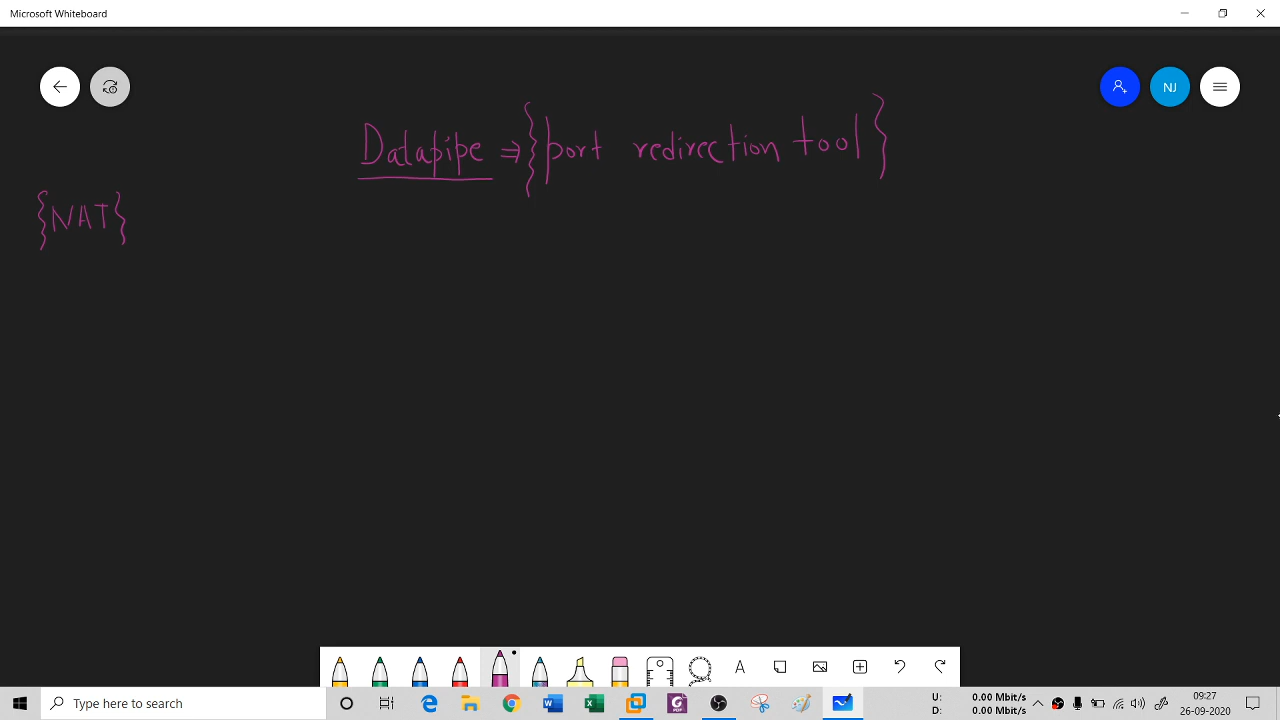 Microsoft Whiteboard
NJ
Datapipe ⇒ {port redirection tool}
{NAT}
A
Type here to search
U: 0.00 Mbit/s
D: 0.00 Mbit/s
09:27
26-09-2020